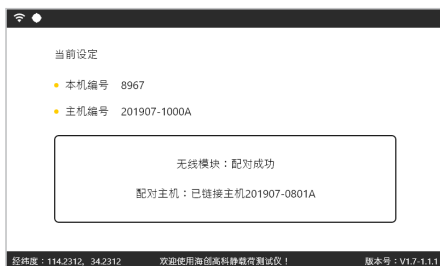 当前设定
本机编号 8967
主机编号 201907-1000A
无线模块：配对成功
配对主机：已链接主机201907-0801A
经纬度：114.2312, 34.2312 欢迎使用海创高科静载荷测试仪！ 版本号：V1.7-1.1.1